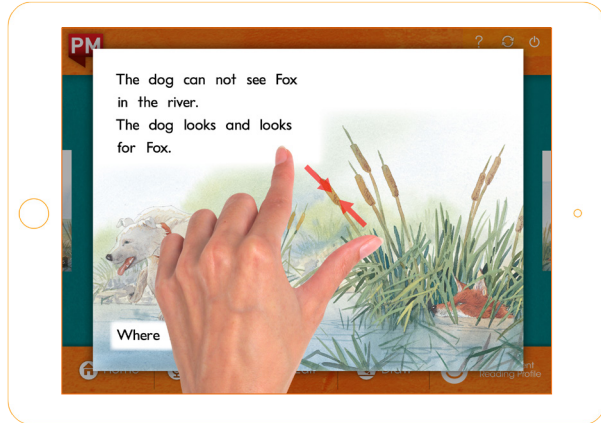 PM
?
The dog can not see Fox
in the river.
The dog looks and looks
for Fox.
Where
Reading Profile